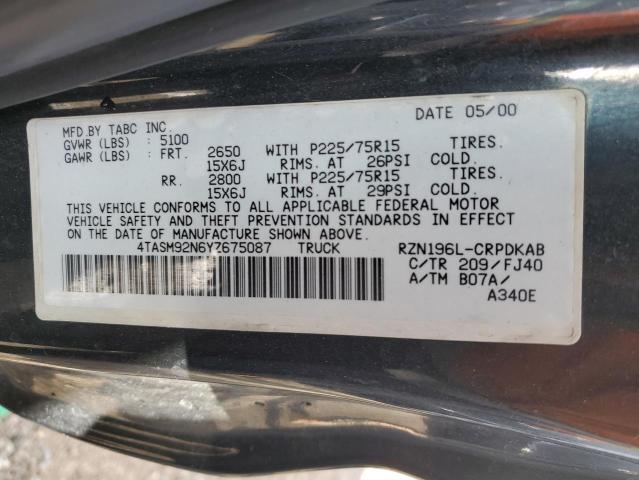 DATE 05/00
MFD.BY TABC INC.
GVWR (LBS) : 5100
GAWR (LBS) : FRT. 2650 WITH P225/75R15 TIRES.
15X6J RIMS. AT 26PSI COLD.
RR. 2800 WITH P225/75R15 TIRES.
15X6J RIMS. AT 29PSI COLD.
THIS VEHICLE CONFORMS TO ALL APPLICABLE FEDERAL MOTOR
VEHICLE SAFETY AND THEFT PREVENTION STANDARDS IN EFFECT
ON THE DATE OF MANUFACTURE SHOWN ABOVE.
4TASM92N6YZ675087 TRUCK RZN196L-CRPDKAB
C/TR 209/FJ40
A/TM B07A/
A340E